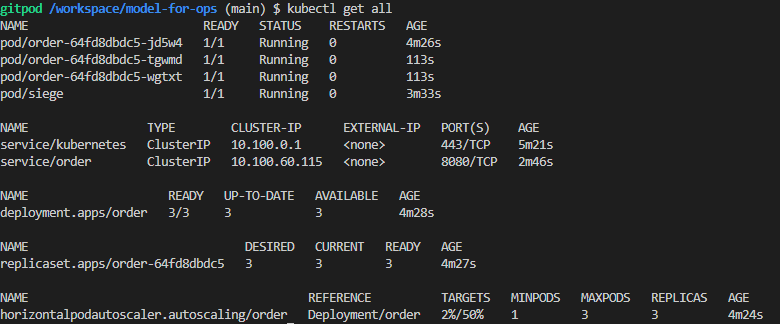 gitpod /workspace/model-for-ops (main) $ kubectl get all
NAME                         READY   STATUS    RESTARTS   AGE
pod/order-64fd8dbdc5-jd5w4   1/1     Running   0          4m26s
pod/order-64fd8dbdc5-tgwmd   1/1     Running   0          113s
pod/order-64fd8dbdc5-wgtxt   1/1     Running   0          113s
pod/siege                    1/1     Running   0          3m33s
NAME                 TYPE        CLUSTER-IP      EXTERNAL-IP   PORT(S)    AGE
service/kubernetes   ClusterIP   10.100.0.1      <none>        443/TCP    5m21s
service/order        ClusterIP   10.100.60.115   <none>        8080/TCP   2m46s
NAME                    READY   UP-TO-DATE   AVAILABLE   AGE
deployment.apps/order   3/3     3            3           4m28s
NAME                               DESIRED   CURRENT   READY   AGE
replicaset.apps/order-64fd8dbdc5   3         3         3       4m27s
NAME                                        REFERENCE          TARGETS   MINPODS   MAXPODS   REPLICAS   AGE
horizontalpodautoscaler.autoscaling/order   Deployment/order   2%/50%    1         3         3          4m24s